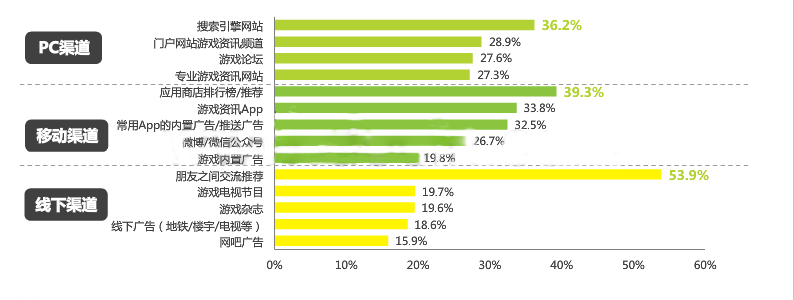 PC渠道
搜索引擎网站 36.2%
门户网站游戏资讯频道 28.9%
游戏论坛 27.6%
专业游戏资讯网站 27.3%
移动渠道
应用商店排行榜/推荐 39.3%
游戏资讯App 33.8%
常用App的内置广告/推送广告 32.5%
微博/微信公众号 26.7%
游戏内置广告 19.8%
线下渠道
朋友之间交流推荐 53.9%
游戏电视节目 19.7%
游戏杂志 19.6%
线下广告（地铁/楼宇/电视等） 18.6%
网吧广告 15.9%
0% 10% 20% 30% 40% 50% 60%